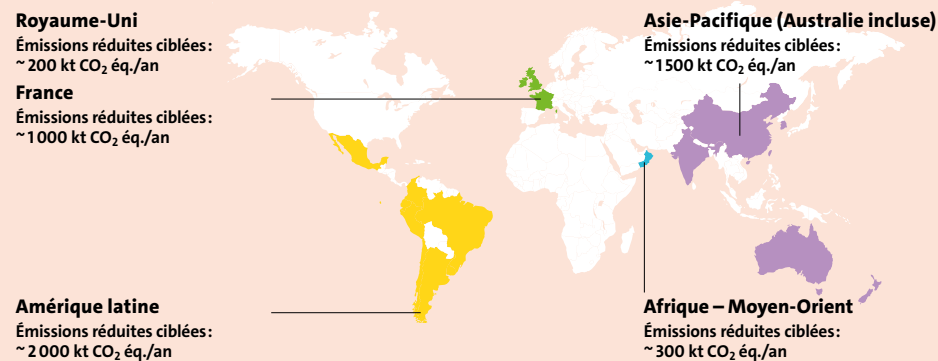 Royaume-Uni
Émissions réduites ciblées :
~ 200 kt CO₂ éq./an
France
Émissions réduites ciblées :
~ 1000 kt CO₂ éq./an
Asie-Pacifique (Australie incluse)
Émissions réduites ciblées :
~ 1500 kt CO₂ éq./an
Amérique latine
Émissions réduites ciblées :
~ 2 000 kt CO₂ éq./an
Afrique – Moyen-Orient
Émissions réduites ciblées :
~ 300 kt CO₂ éq./an